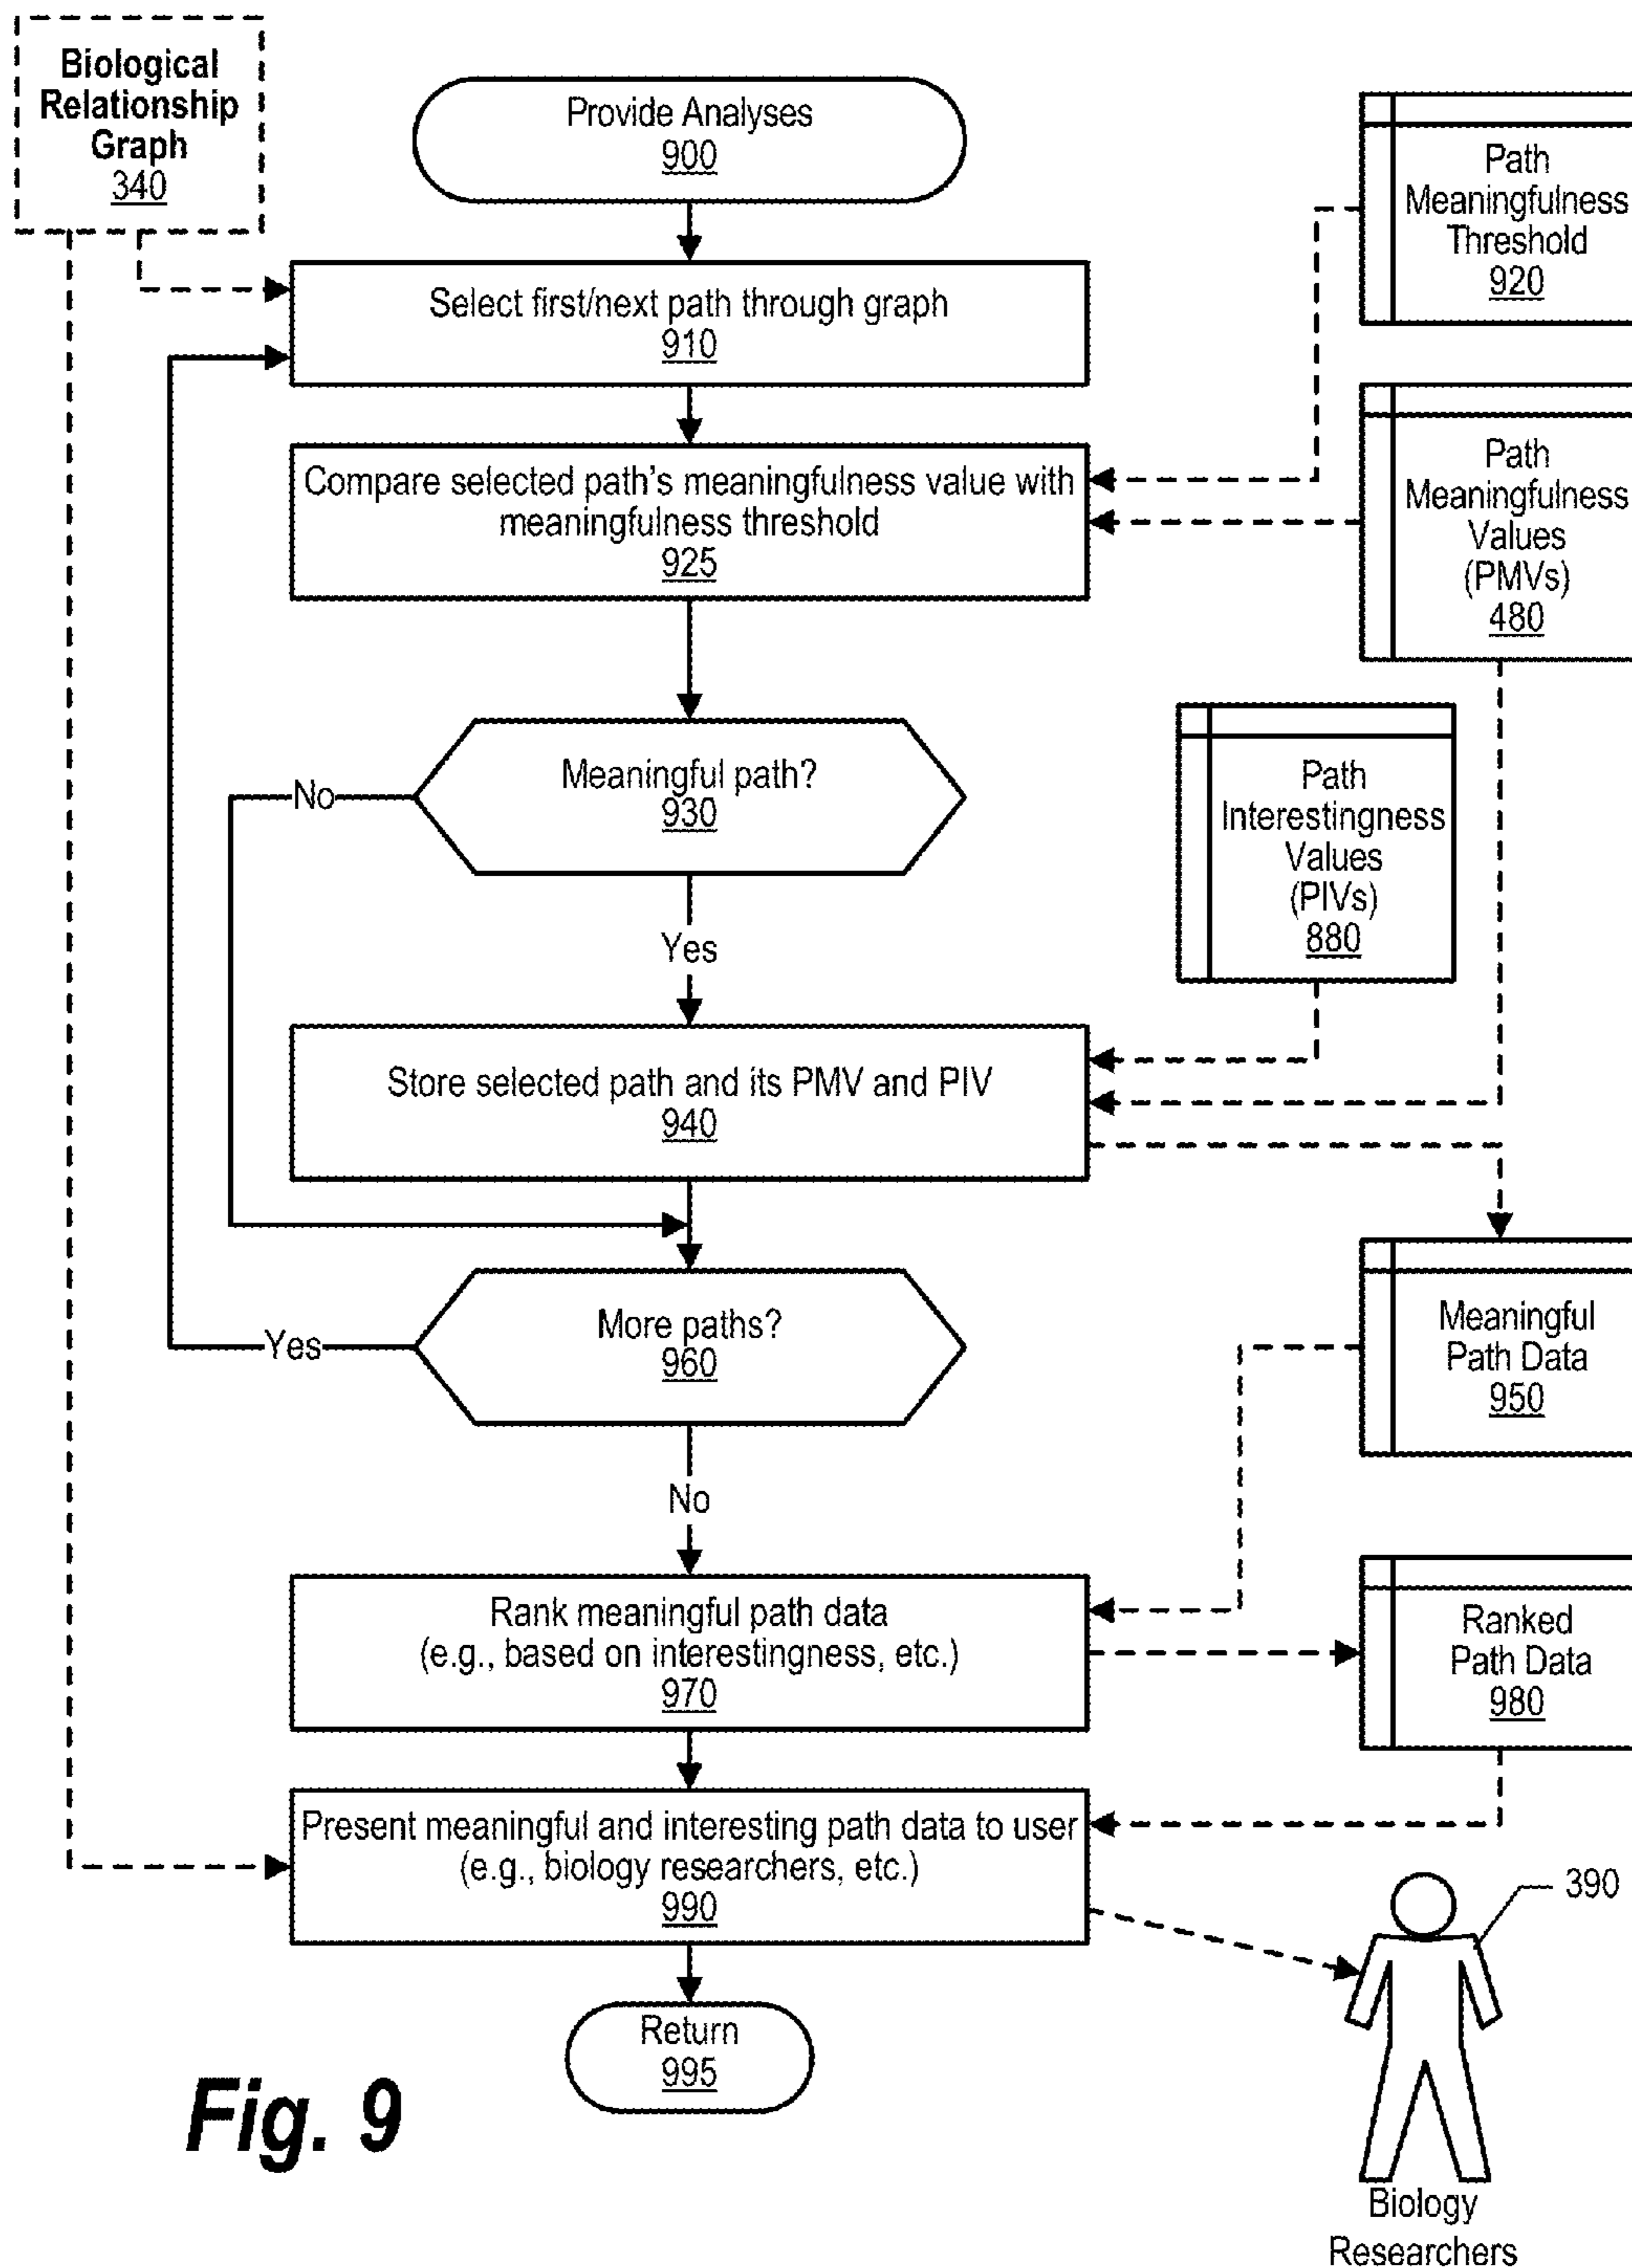 Biological
Relationship
Graph
340
Provide Analyses
900
Path
Meaningfulness
Threshold
920
Select first/next path through graph
910
Compare selected path's meaningfulness value with
meaningfulness threshold
925
Path
Meaningfulness
Values
(PMVs)
480
Meaningful path?
930
No
Yes
Path
Interestingness
Values
(PIVs)
880
Store selected path and its PMV and PIV
940
More paths?
960
Yes
No
Meaningful
Path Data
950
Rank meaningful path data
(e.g., based on interestingness, etc.)
970
Ranked
Path Data
980
Present meaningful and interesting path data to user
(e.g., biology researchers, etc.)
990
390
Return
995
Fig. 9
Biology
Researchers